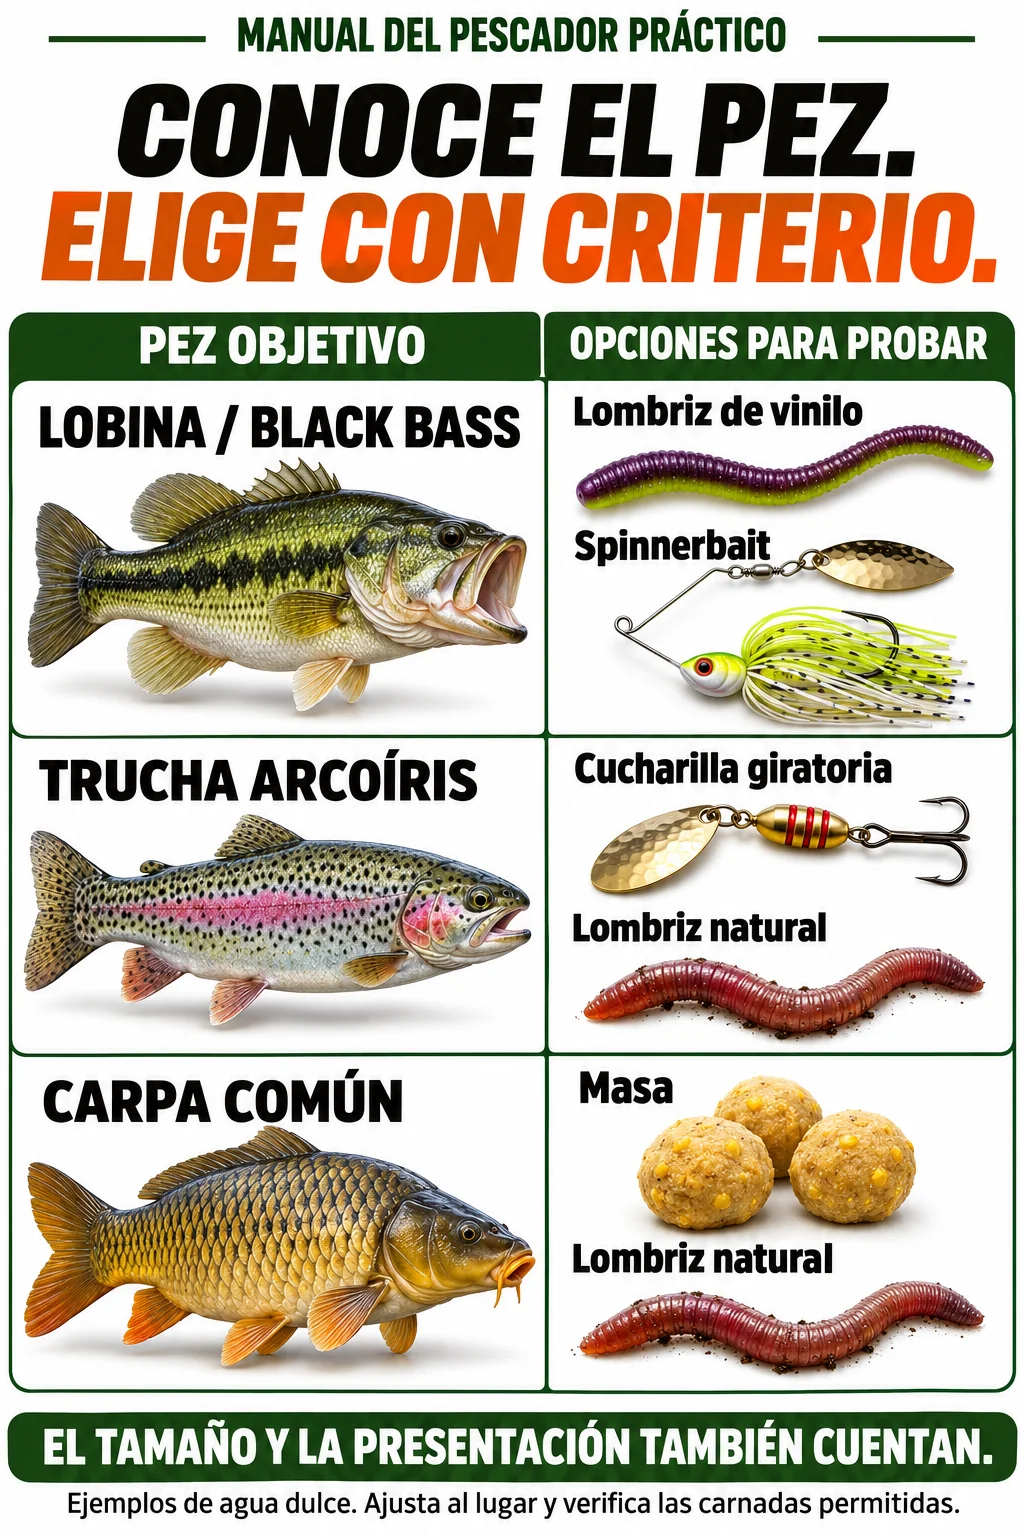 MANUAL DEL PESCADOR PRÁCTICO
CONOCE EL PEZ.
ELIGE CON CRITERIO.
PEZ OBJETIVO
OPCIONES PARA PROBAR
LOBINA / BLACK BASS
Lombriz de vinilo
Spinnerbait
TRUCHA ARCOÍRIS
Cucharilla giratoria
Lombriz natural
CARPA COMÚN
Masa
Lombriz natural
EL TAMAÑO Y LA PRESENTACIÓN TAMBIÉN CUENTAN.
Ejemplos de agua dulce. Ajusta al lugar y verifica las carnadas permitidas.